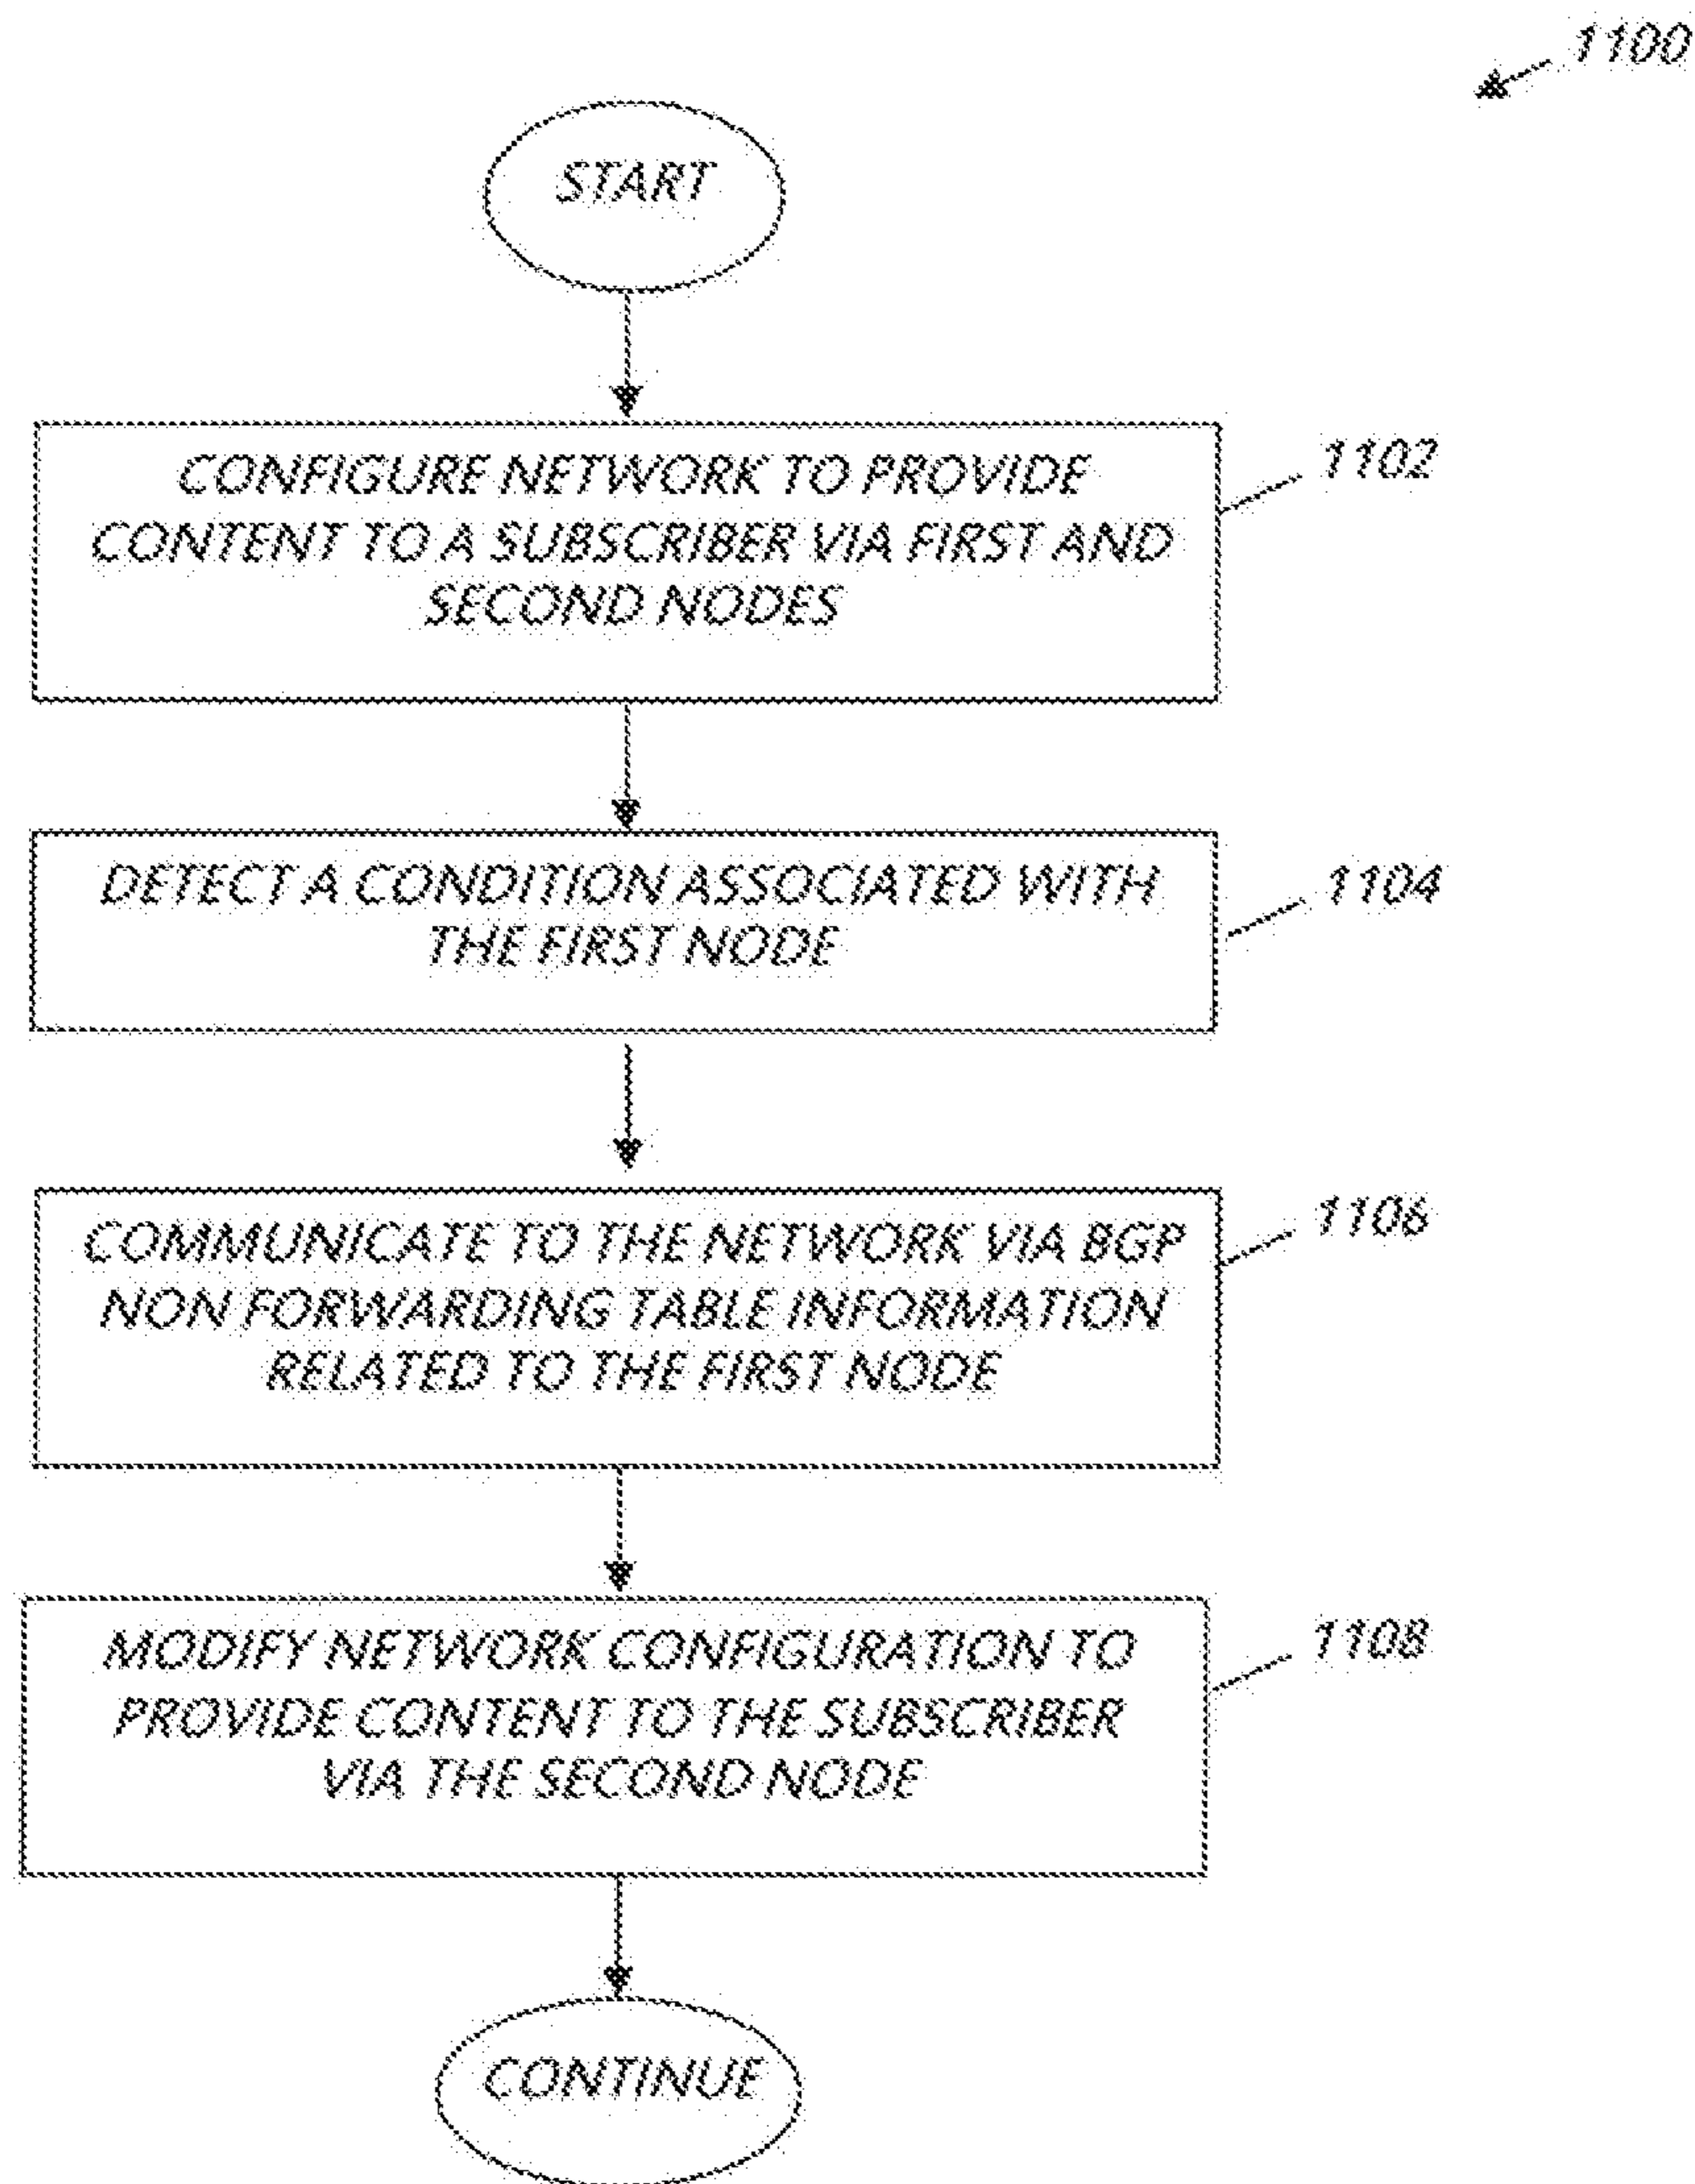 1100
START
CONFIGURE NETWORK TO PROVIDE
CONTENT TO A SUBSCRIBER VIA FIRST AND
SECOND NODES
1102
DETECT A CONDITION ASSOCIATED WITH
THE FIRST NODE
1104
COMMUNICATE TO THE NETWORK VIA BGP
NON FORWARDING TABLE INFORMATION
RELATED TO THE FIRST NODE
1106
MODIFY NETWORK CONFIGURATION TO
PROVIDE CONTENT TO THE SUBSCRIBER
VIA THE SECOND NODE
1108
CONTINUE